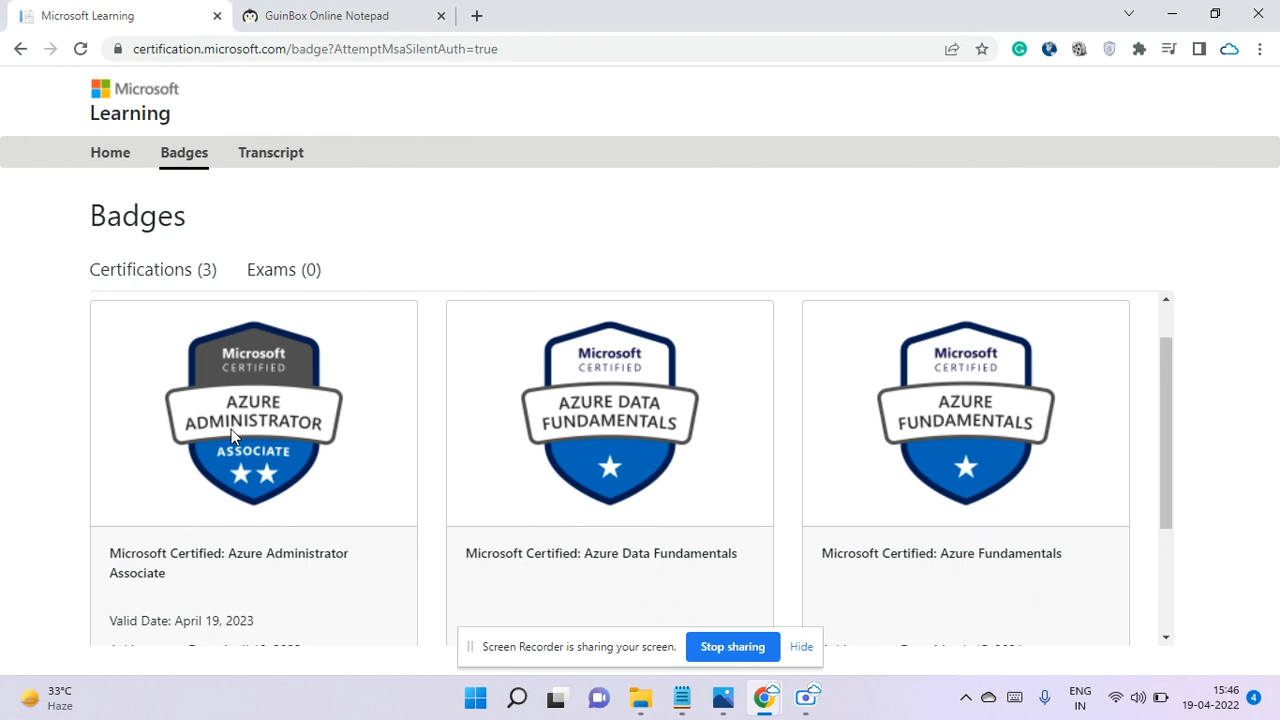 Microsoft Learning
GuinBox Online Notepad
certification.microsoft.com/badge?AttemptMsaSilentAuth=true
Microsoft
Learning
Home Badges Transcript
Badges
Certifications (3) Exams (0)
Microsoft
CERTIFIED
AZURE
ADMINISTRATOR
ASSOCIATE
Microsoft
CERTIFIED
AZURE DATA
FUNDAMENTALS
Microsoft
CERTIFIED
AZURE
FUNDAMENTALS
Microsoft Certified: Azure Administrator
Associate
Valid Date: April 19, 2023
Microsoft Certified: Azure Data Fundamentals
Microsoft Certified: Azure Fundamentals
Screen Recorder is sharing your screen. Stop sharing Hide
33°C
Haze
ENG
IN
15:46
19-04-2022
4